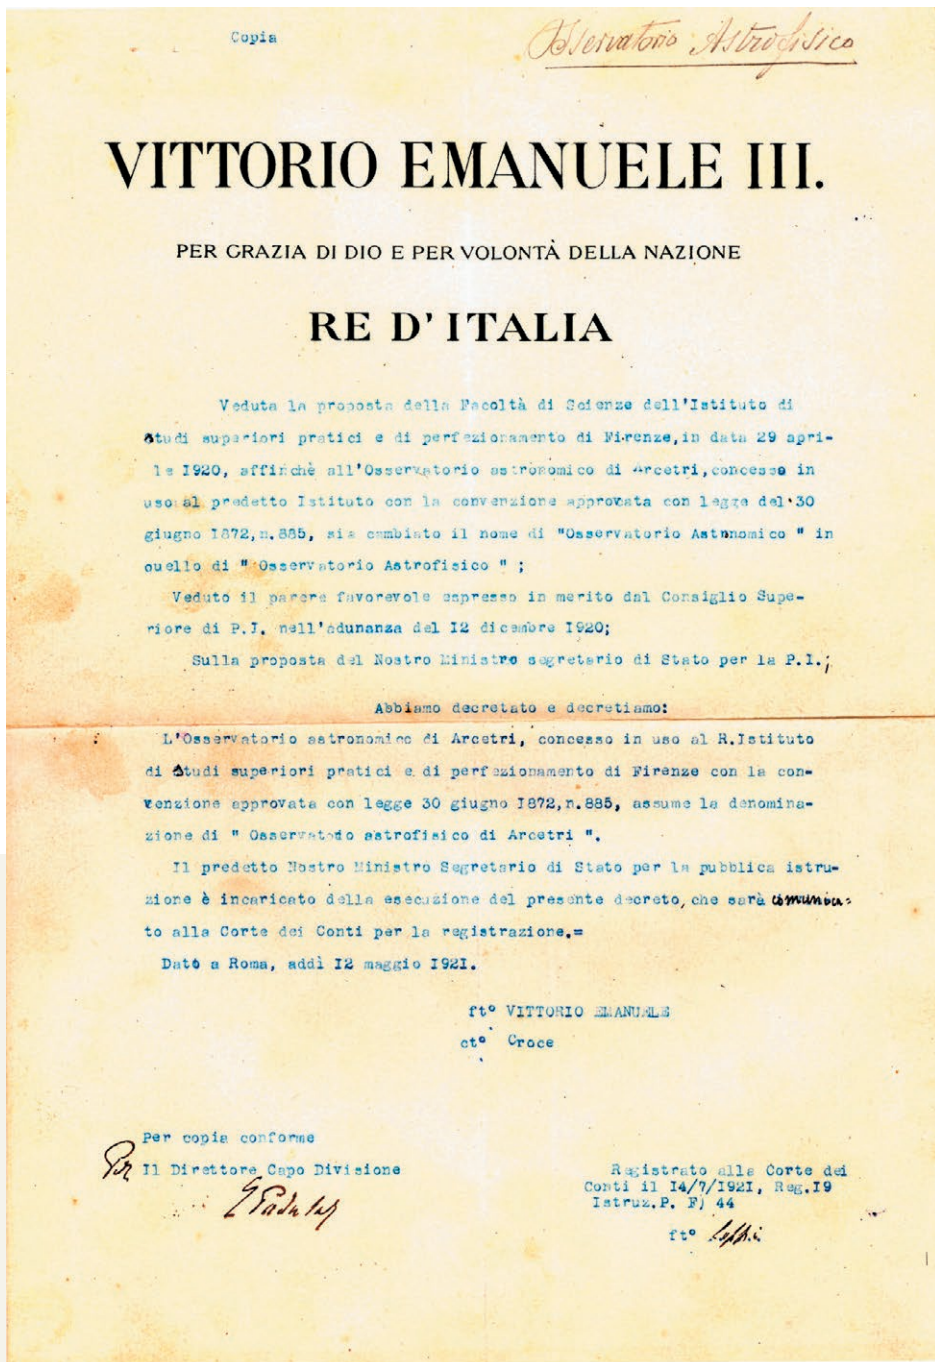 Copia
Osservatorio Astrofisico
VITTORIO EMANUELE III.
PER GRAZIA DI DIO E PER VOLONTÀ DELLA NAZIONE
RE D'ITALIA
Veduta la proposta della Facoltà di Scienze dell'Istituto di
studi superiori pratici e di perfezionamento di Firenze, in data 29 apri-
le 1920, affinchè all'Osservatorio astronomico di Arcetri, concesso in
uso al predetto Istituto con la convenzione approvata con legge del 30
giugno 1872, n.885, sia cambiato il nome di "Osservatorio Astnnomico " in
quello di " Osservatorio Astrofisico " ;
Veduto il parere favorevole espresso in merito dal Consiglio Supe-
riore di P.I. nell'adunanza del 12 dicembre 1920;
Sulla proposta del Nostro Ministro segretario di Stato per la P.I.;
Abbiamo decretato e decretiamo:
L'Osservatorio astronomico di Arcetri, concesso in uso al R.Istituto
di studi superiori pratici e di perfezionamento di Firenze con la con-
venzione approvata con legge 30 giugno 1872, n.885, assume la denomina-
zione di " Osservatorio astrofisico di Arcetri ".
Il predetto Nostro Ministro Segretario di Stato per la pubblica istru-
zione è incaricato della esecuzione del presente decreto, che sarà comunica-
to alla Corte dei Conti per la registrazione.=
Dato a Roma, addì 12 maggio 1921.
ft° VITTORIO EMANUELE
ct° Croce
Per copia conforme
Per Il Direttore Capo Divisione
Registrato alla Corte dei
Conti il 14/7/1921, Reg.19
Istruz.P. F) 44
ft°